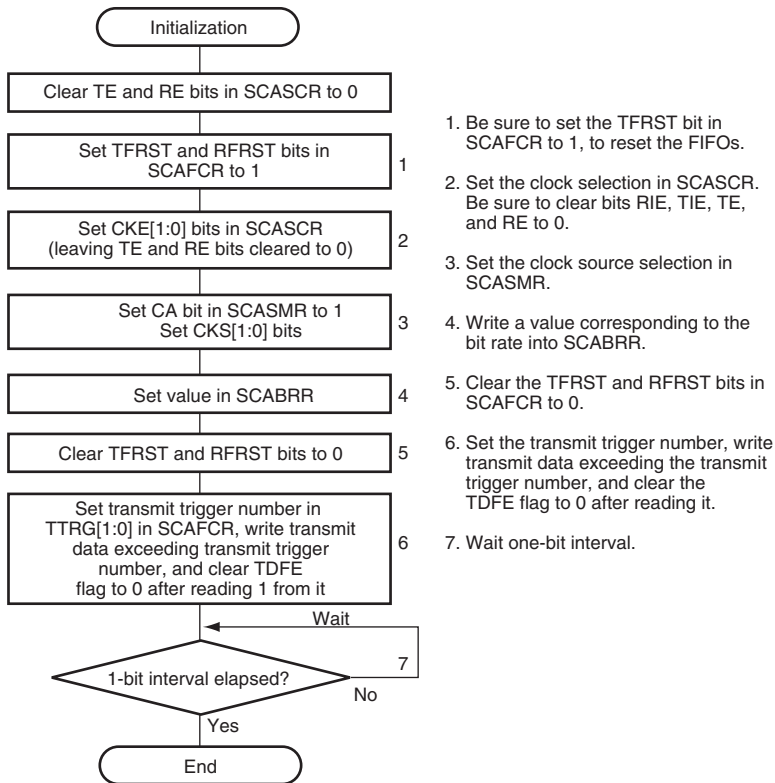 Initialization
Clear TE and RE bits in SCASCR to 0
Set TFRST and RFRST bits in
SCAFCR to 1
1
Set CKE[1:0] bits in SCASCR
(leaving TE and RE bits cleared to 0)
2
Set CA bit in SCASMR to 1
Set CKS[1:0] bits
3
Set value in SCABRR
4
Clear TFRST and RFRST bits to 0
5
Set transmit trigger number in
TTRG[1:0] in SCAFCR, write transmit
data exceeding transmit trigger
number, and clear TDFE
flag to 0 after reading 1 from it
6
Wait
1-bit interval elapsed?
7
No
Yes
End
1. Be sure to set the TFRST bit in
SCAFCR to 1, to reset the FIFOs.
2. Set the clock selection in SCASCR.
Be sure to clear bits RIE, TIE, TE,
and RE to 0.
3. Set the clock source selection in
SCASMR.
4. Write a value corresponding to the
bit rate into SCABRR.
5. Clear the TFRST and RFRST bits in
SCAFCR to 0.
6. Set the transmit trigger number, write
transmit data exceeding the transmit
trigger number, and clear the
TDFE flag to 0 after reading it.
7. Wait one-bit interval.